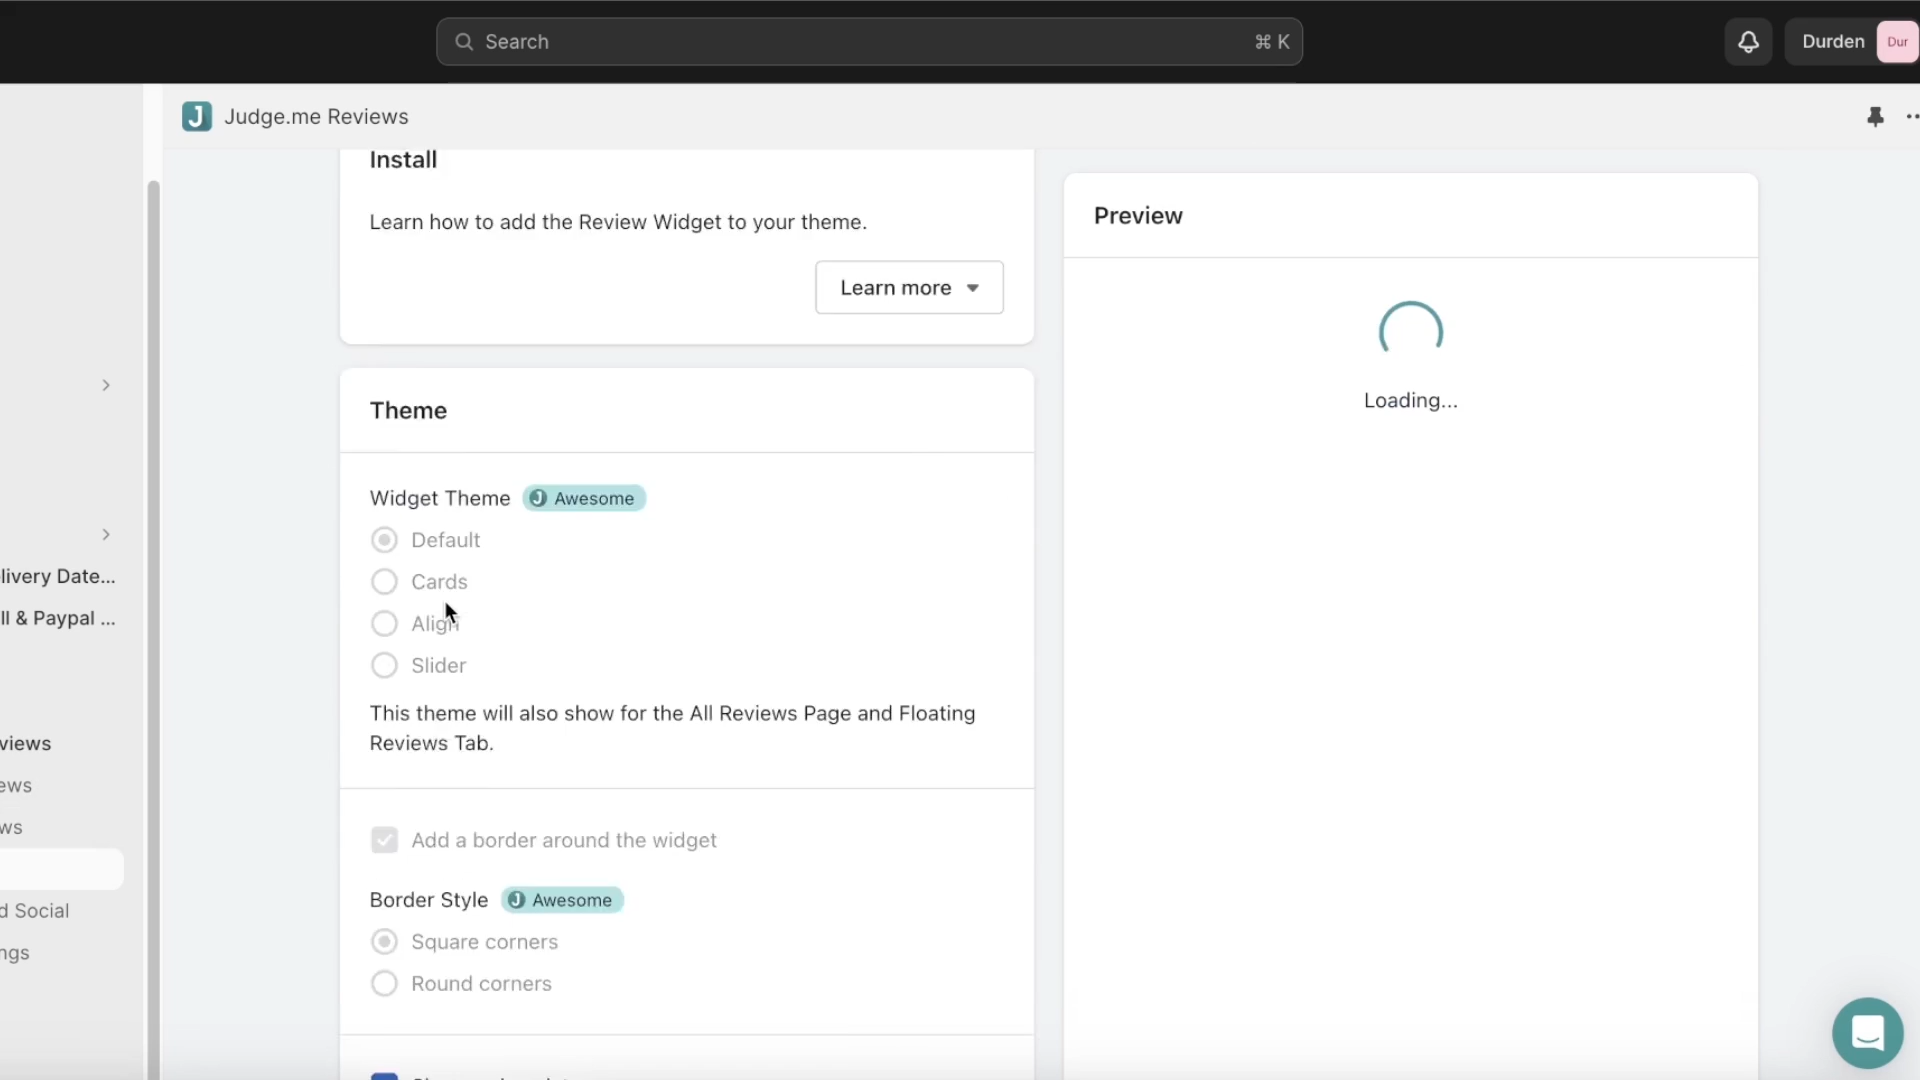 Search
⌘ K
Durden
Dur
J Judge.me Reviews
Install
Learn how to add the Review Widget to your theme.
Learn more
Preview
Loading...
Theme
Widget Theme J Awesome
Default
Cards
Align
Slider
This theme will also show for the All Reviews Page and Floating
Reviews Tab.
Add a border around the widget
Border Style J Awesome
Square corners
Round corners
livery Date...
ll & Paypal ...
views
ews
ws
d Social
ngs